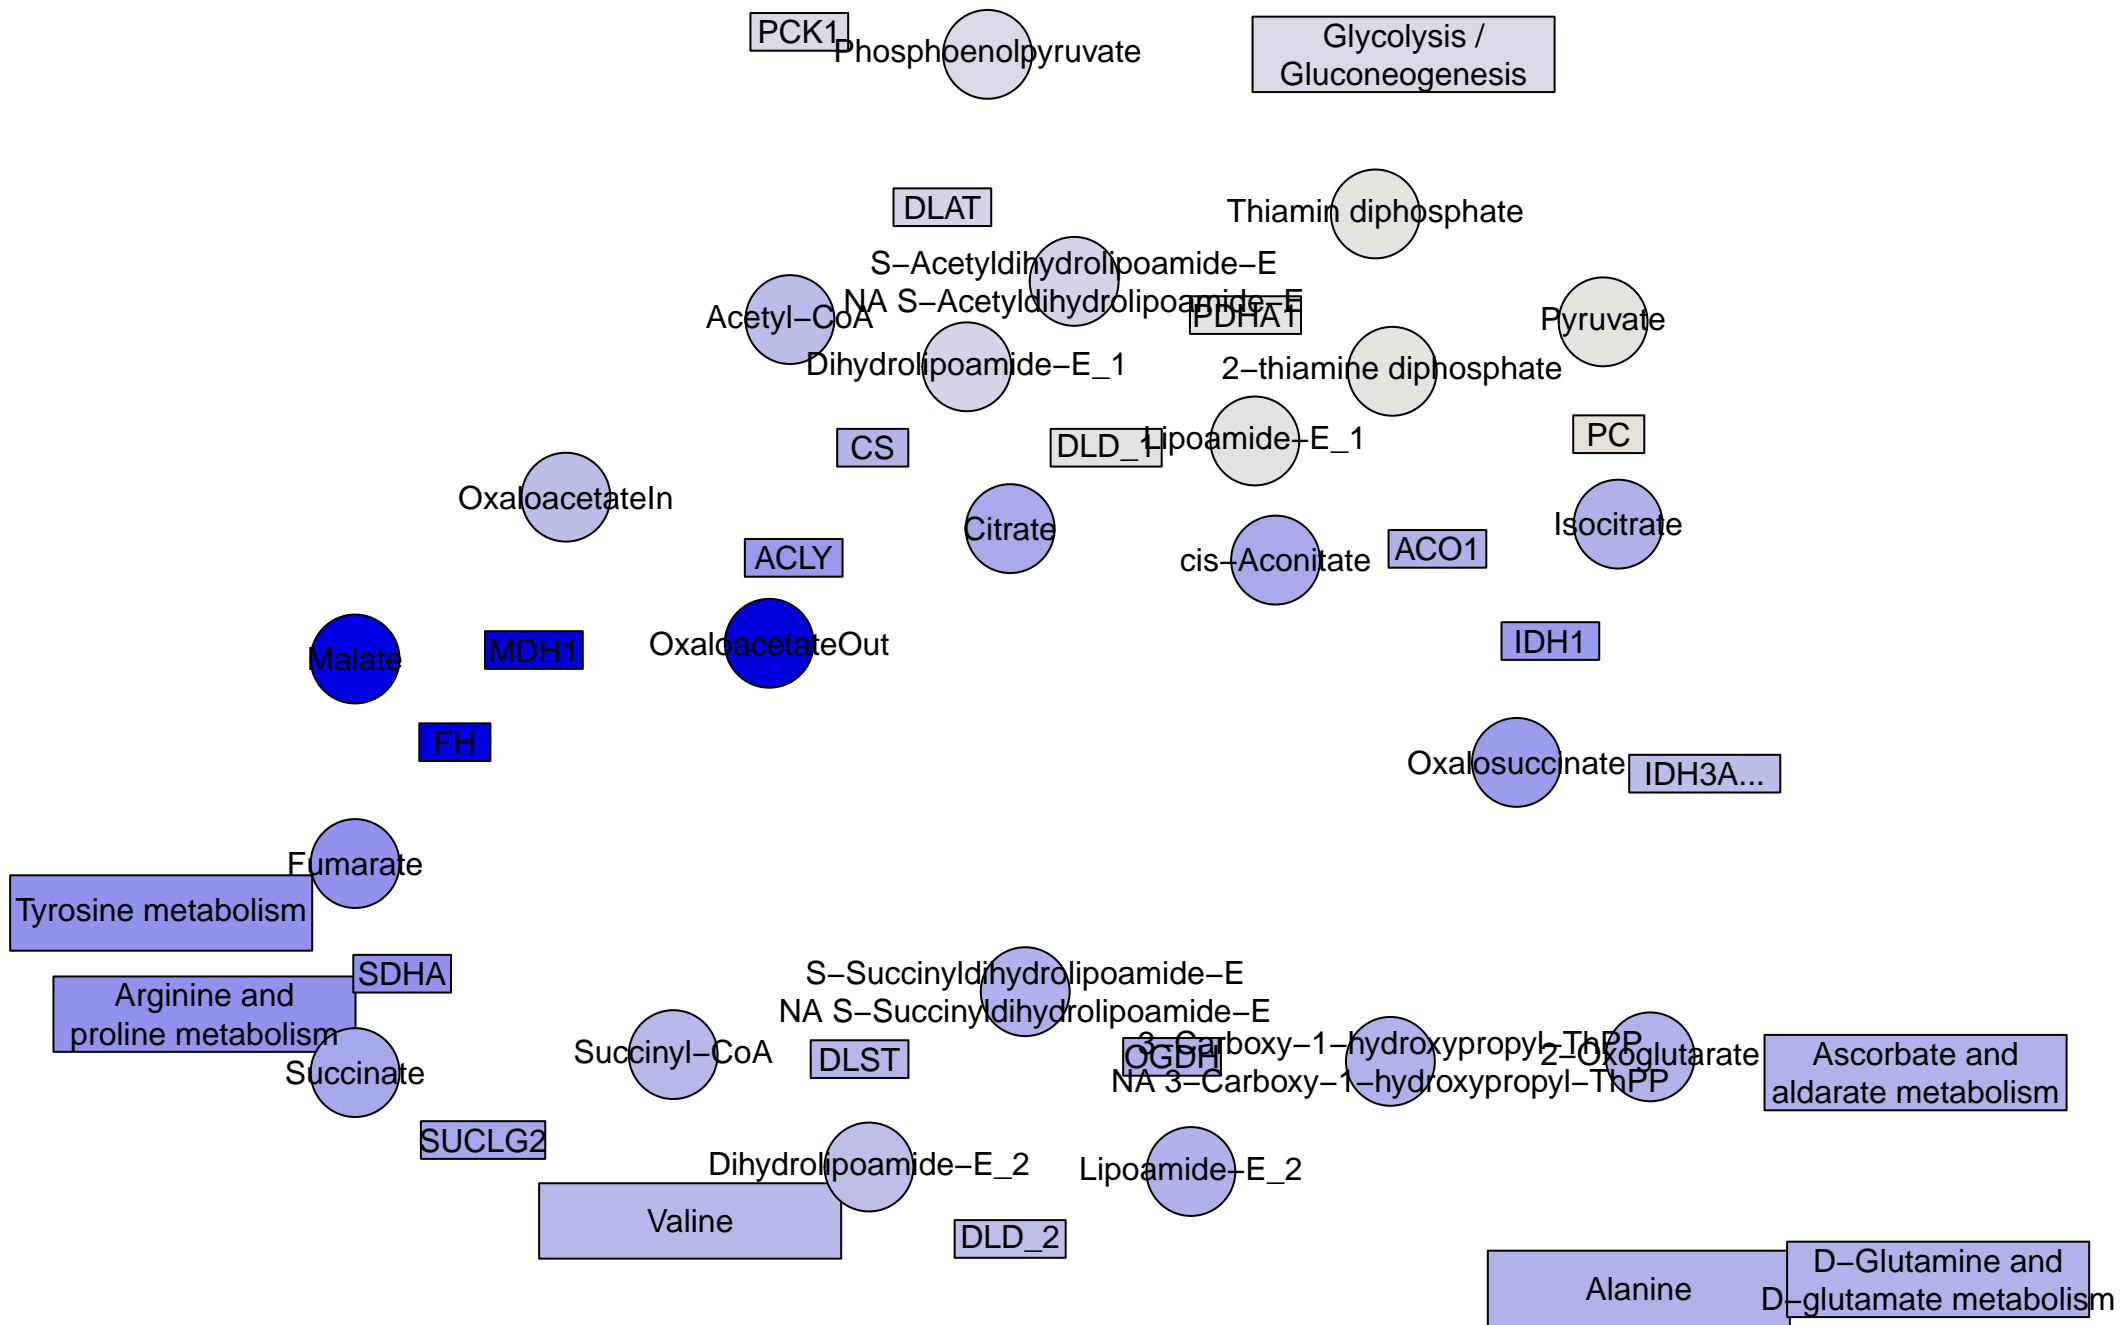 PCK1
Phosphoenolpyruvate
Glycolysis /
Gluconeogenesis
DLAT
Thiamin diphosphate
S−Acetyldihydrolipoamide−E
NA S−Acetyldihydrolipoamide−E
Acetyl−CoA
PDHA1
Pyruvate
Dihydrolipoamide−E_1
2−thiamine diphosphate
CS
DLD_1
Lipoamide−E_1
PC
OxaloacetateIn
Citrate
Isocitrate
ACLY
cis−Aconitate
ACO1
Malate
MDH1
OxaloacetateOut
IDH1
FH
Oxalosuccinate
IDH3A...
Fumarate
Tyrosine metabolism
SDHA
Arginine and
proline metabolism
S−Succinyldihydrolipoamide−E
NA S−Succinyldihydrolipoamide−E
Succinate
Succinyl−CoA
DLST
OGDH
3−Carboxy−1−hydroxypropyl−ThPP
NA 3−Carboxy−1−hydroxypropyl−ThPP
2−Oxoglutarate
Ascorbate and
aldarate metabolism
SUCLG2
Dihydrolipoamide−E_2
Lipoamide−E_2
Valine
DLD_2
Alanine
D−Glutamine and
D−glutamate metabolism